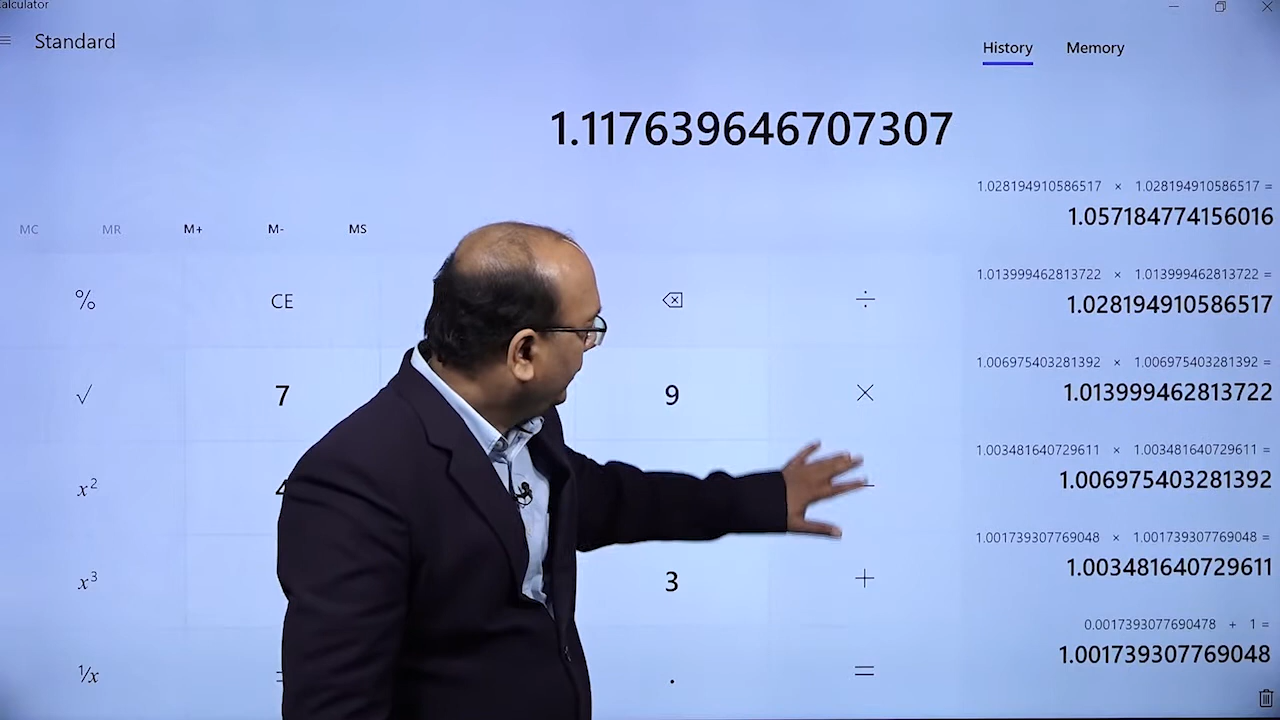 Calculator
Standard
History Memory
1.117639646707307
1.028194910586517 × 1.028194910586517 =
1.057184774156016
MC MR M+ M- MS
1.013999462813722 × 1.013999462813722 =
1.028194910586517
% CE ÷
1.006975403281392 × 1.006975403281392 =
1.013999462813722
√ 7 9 ×
1.003481640729611 × 1.003481640729611 =
1.006975403281392
x² 4
1.001739307769048 × 1.001739307769048 =
1.003481640729611
x³ 3 +
0.0017393077690478 + 1 =
1.001739307769048
¹/x . =